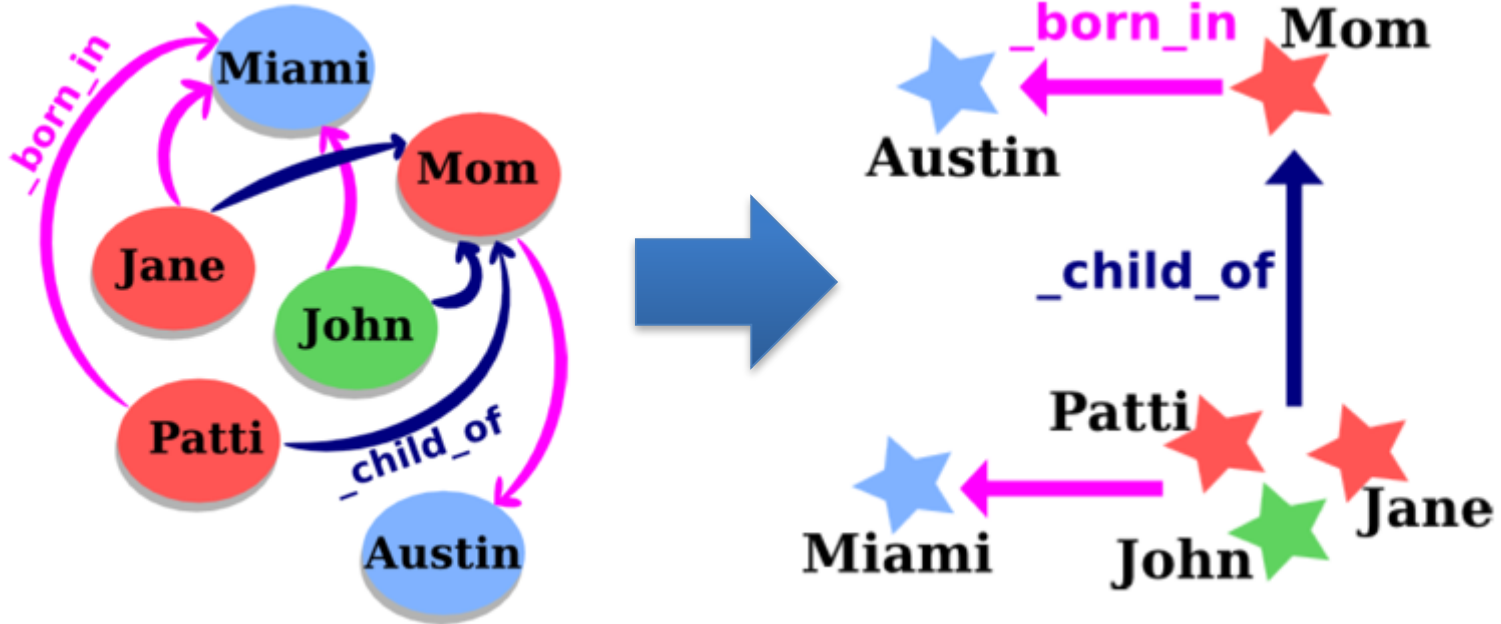 _born_in
Miami
Mom
Jane
John
Patti
_child_of
Austin
_born_in
Mom
Austin
_child_of
Patti
Jane
Miami
John